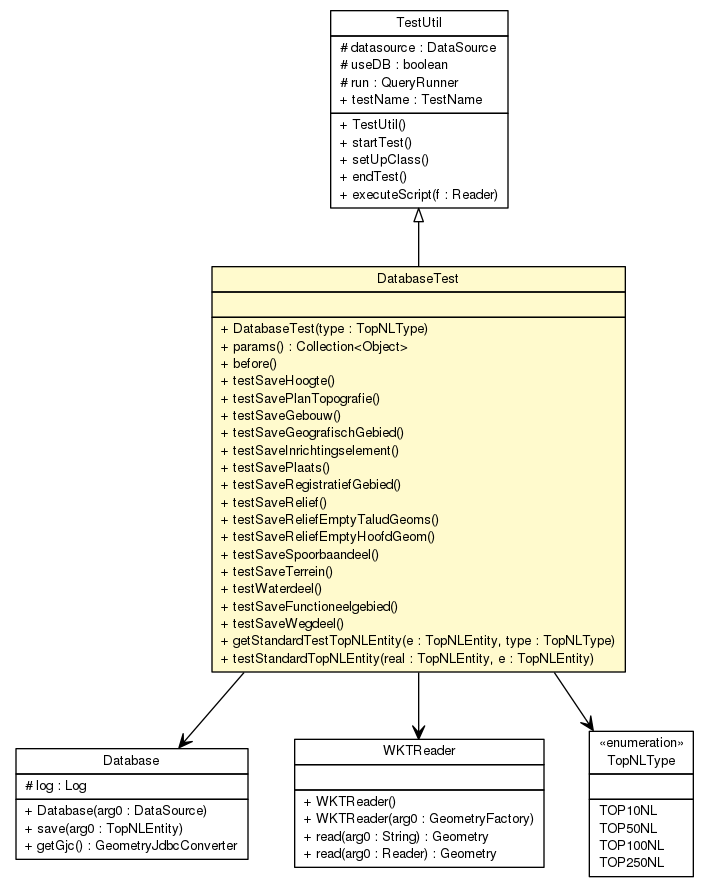 TestUtil
# datasource : DataSource
# useDB : boolean
# run : QueryRunner
+ testName : TestName
+ TestUtil()
+ startTest()
+ setUpClass()
+ endTest()
+ executeScript(f : Reader)
DatabaseTest
+ DatabaseTest(type : TopNLType)
+ params() : Collection<Object>
+ before()
+ testSaveHoogte()
+ testSavePlanTopografie()
+ testSaveGebouw()
+ testSaveGeografischGebied()
+ testSaveInrichtingselement()
+ testSavePlaats()
+ testSaveRegistratiefGebied()
+ testSaveRelief()
+ testSaveReliefEmptyTaludGeoms()
+ testSaveReliefEmptyHoofdGeom()
+ testSaveSpoorbaandeel()
+ testSaveTerrein()
+ testWaterdeel()
+ testSaveFunctioneelgebied()
+ testSaveWegdeel()
+ getStandardTestTopNLEntity(e : TopNLEntity, type : TopNLType)
+ testStandardTopNLEntity(real : TopNLEntity, e : TopNLEntity)
Database
# log : Log
+ Database(arg0 : DataSource)
+ save(arg0 : TopNLEntity)
+ getGjc() : GeometryJdbcConverter
WKTReader
+ WKTReader()
+ WKTReader(arg0 : GeometryFactory)
+ read(arg0 : String) : Geometry
+ read(arg0 : Reader) : Geometry
«enumeration»
TopNLType
TOP10NL
TOP50NL
TOP100NL
TOP250NL